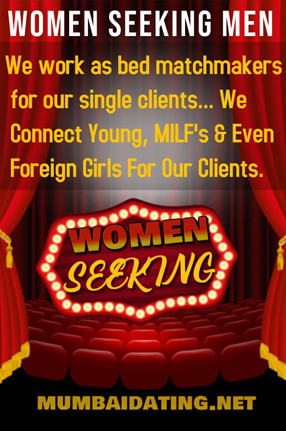 WOMEN SEEKING MEN
We work as bed matchmakers
for our single clients... We
Connect Young, MILF's & Even
Foreign Girls For Our Clients.
WOMEN
SEEKING
MUMBAIDATING.NET